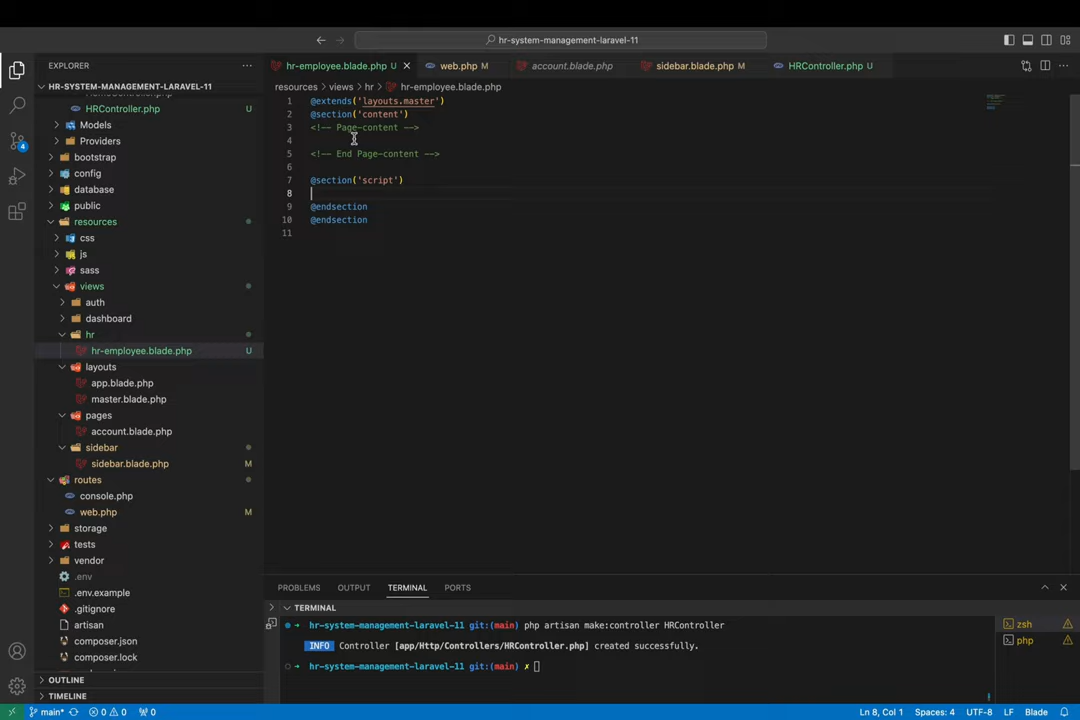 hr-system-management-laravel-11
EXPLORER
hr-employee.blade.php U
web.php M
account.blade.php
sidebar.blade.php M
HRController.php U
HR-SYSTEM-MANAGEMENT-LARAVEL-11
resources > views > hr > hr-employee.blade.php
HRController.php U
Models
Providers
bootstrap
config
database
public
resources
css
js
sass
views
auth
dashboard
hr
hr-employee.blade.php U
layouts
app.blade.php
master.blade.php
pages
account.blade.php
sidebar
sidebar.blade.php M
routes
console.php
web.php M
storage
tests
vendor
.env
.env.example
.gitignore
artisan
composer.json
composer.lock
OUTLINE
TIMELINE
4
1 @extends('layouts.master')
2 @section('content')
3 <!-- Page-content -->
4
5 <!-- End Page-content -->
6
7 @section('script')
8
9 @endsection
10 @endsection
11
PROBLEMS OUTPUT TERMINAL PORTS
TERMINAL
hr-system-management-laravel-11 git:(main) php artisan make:controller HRController
INFO Controller [app/Http/Controllers/HRController.php] created successfully.
hr-system-management-laravel-11 git:(main) ✗
zsh
php
main* 0 0 0
Ln 8, Col 1 Spaces: 4 UTF-8 LF Blade